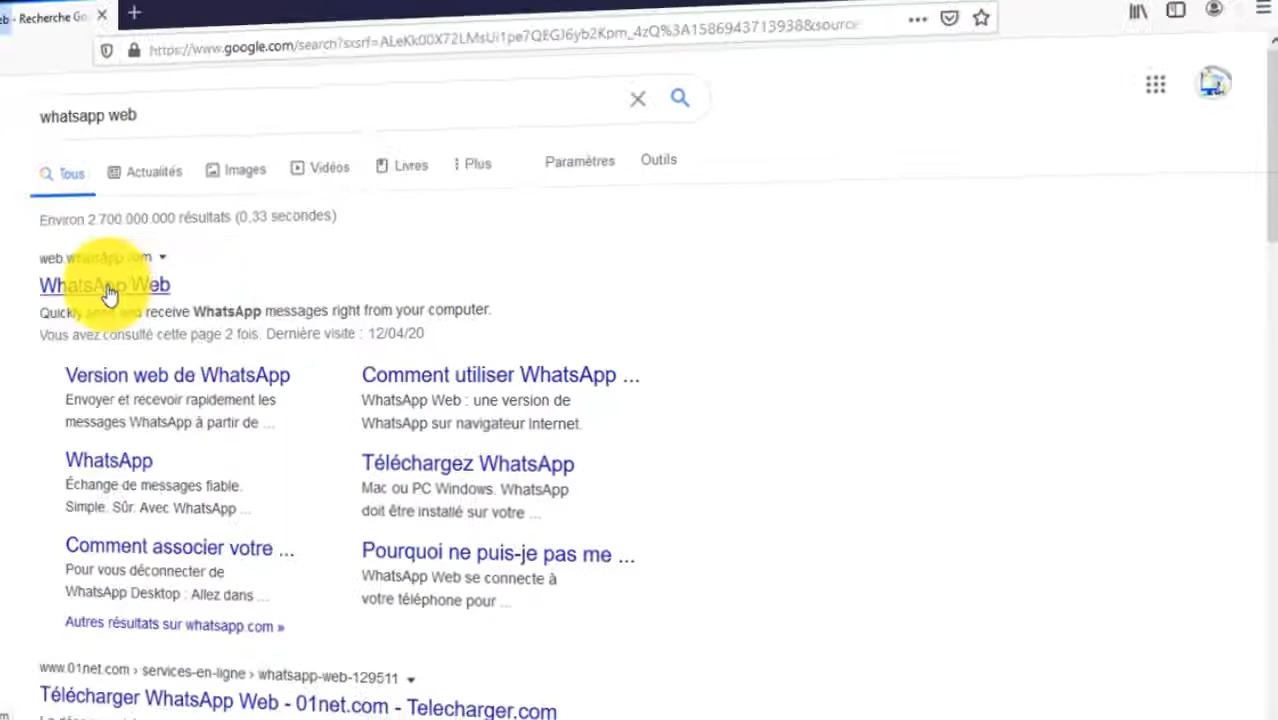 eb - Recherche Go
https://www.google.com/search?sxsrf=ALeKk00X72LMsUi1pe7QEGJ6yb2Kpm_4zQ%3A1586943713938&source
whatsapp web
Tous Actualités Images Vidéos Livres Plus Paramètres Outils
Environ 2 700 000 000 résultats (0,33 secondes)
web.whatsapp.com
WhatsApp Web
Quickly send and receive WhatsApp messages right from your computer.
Vous avez consulté cette page 2 fois. Dernière visite : 12/04/20
Version web de WhatsApp
Envoyer et recevoir rapidement les
messages WhatsApp à partir de ...
Comment utiliser WhatsApp ...
WhatsApp Web : une version de
WhatsApp sur navigateur Internet.
WhatsApp
Échange de messages fiable.
Simple. Sûr. Avec WhatsApp ...
Téléchargez WhatsApp
Mac ou PC Windows. WhatsApp
doit être installé sur votre ...
Comment associer votre ...
Pour vous déconnecter de
WhatsApp Desktop : Allez dans ...
Pourquoi ne puis-je pas me ...
WhatsApp Web se connecte à
votre téléphone pour ...
Autres résultats sur whatsapp.com »
www.01net.com › services-en-ligne › whatsapp-web-129511
Télécharger WhatsApp Web - 01net.com - Telecharger.com